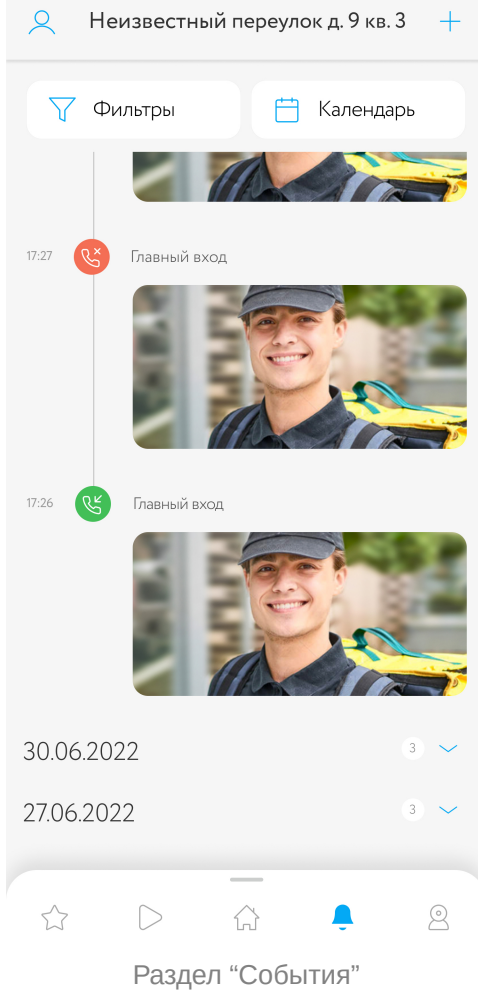 Неизвестный переулок д. 9 кв. 3
Фильтры
Календарь
17:27
Главный вход
17:26
Главный вход
30.06.2022
3
27.06.2022
3
Раздел “События”